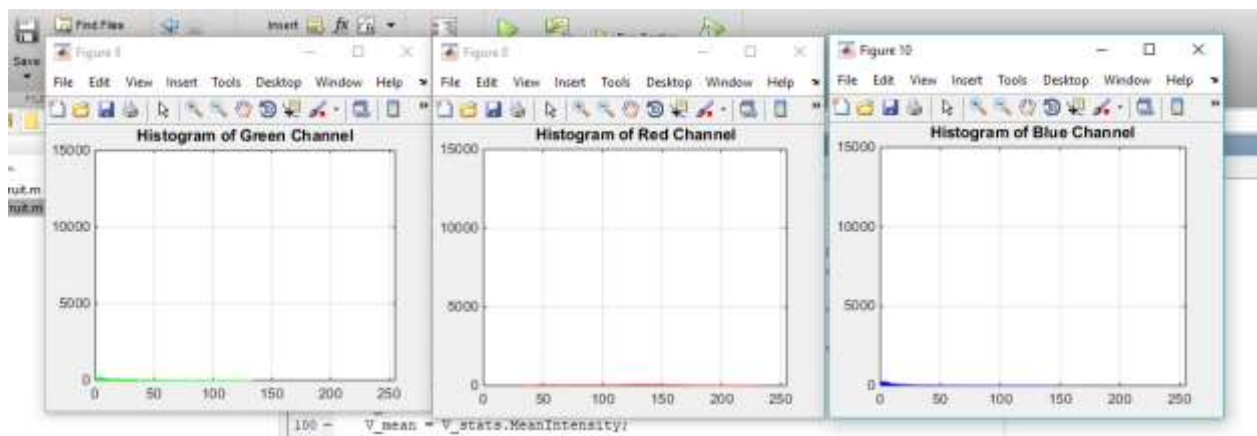 Find Files
Insert fx
Save
Figure 8
File Edit View Insert Tools Desktop Window Help
Histogram of Green Channel
15000
10000
5000
0
0 50 100 150 200 250
Figure
File Edit View Insert Tools Desktop Window Help
Histogram of Red Channel
15000
10000
5000
0
0 50 100 150 200 250
Figure 10
File Edit View Insert Tools Desktop Window Help
Histogram of Blue Channel
15000
10000
5000
0
0 50 100 150 200 250
ruit.m
ruit.m
100 - V_mean = V_stats.MeanIntensity;